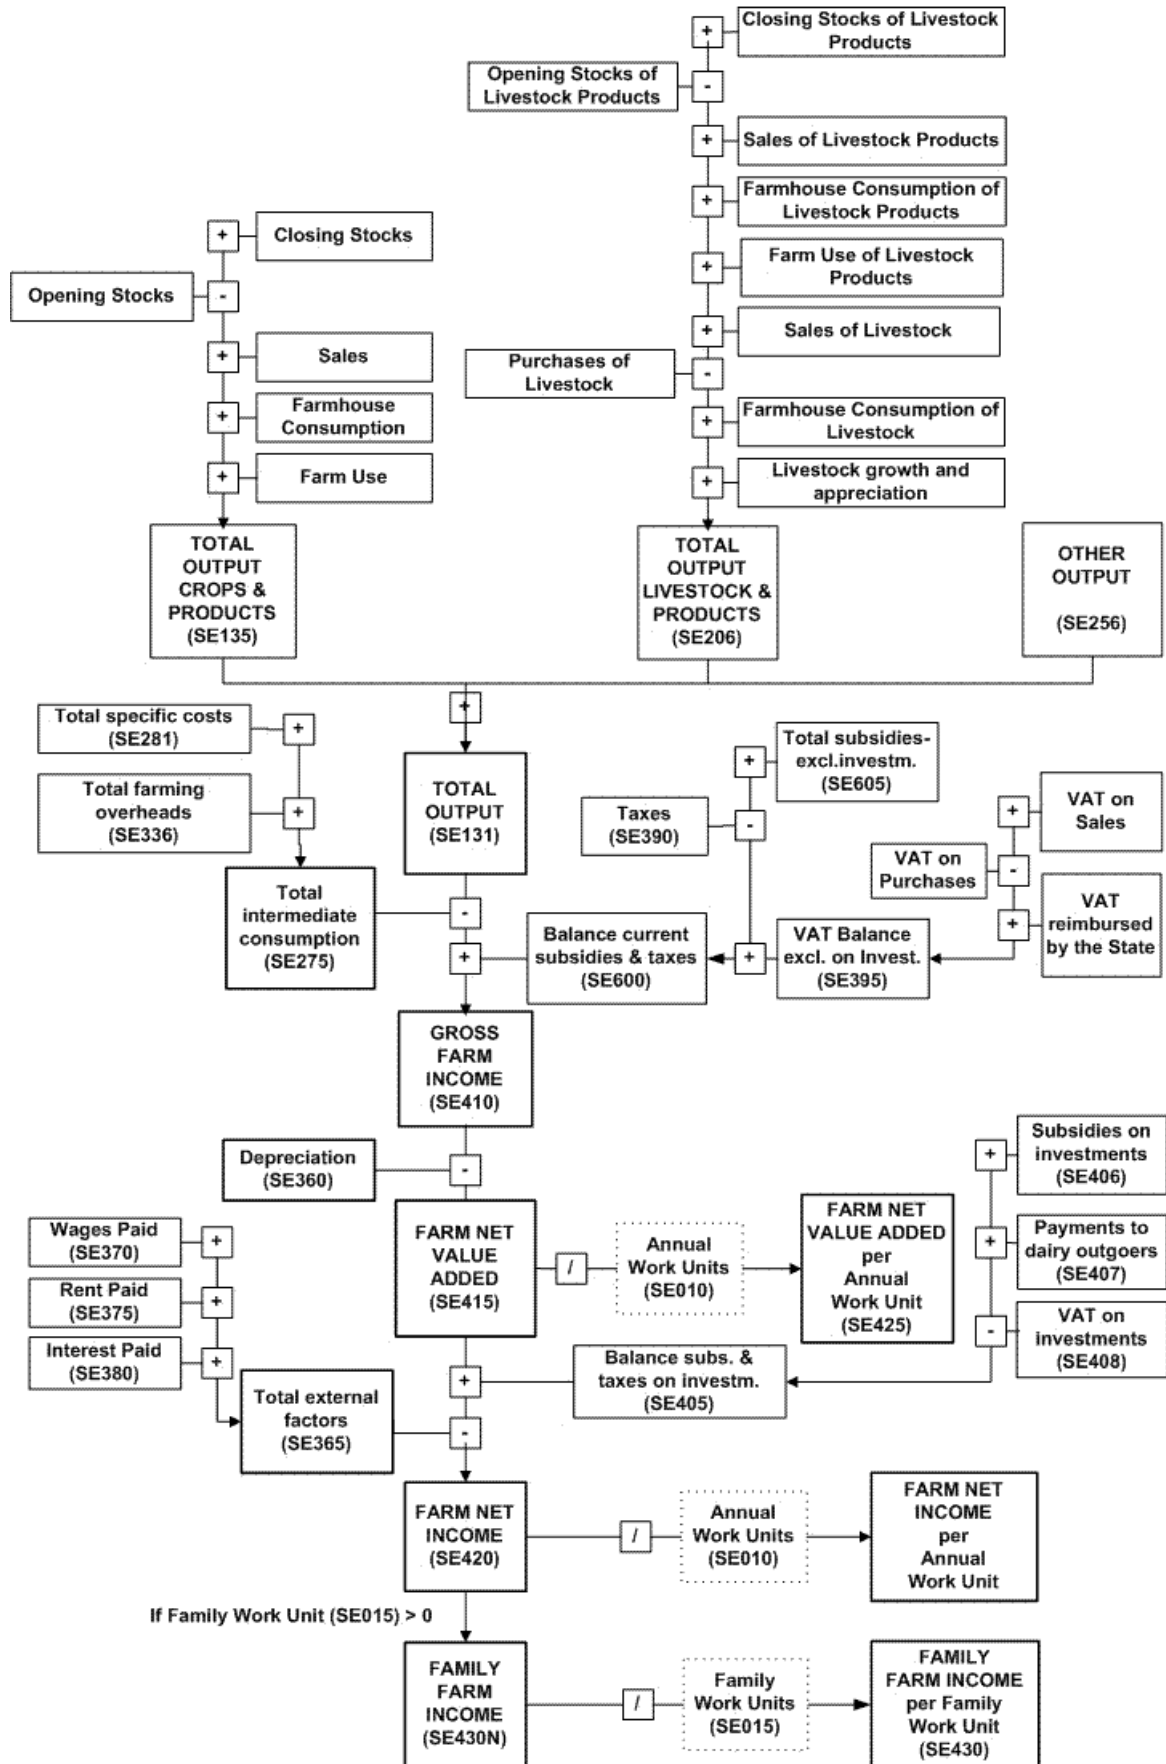 +
Closing Stocks of Livestock
Products
Opening Stocks of
Livestock Products
-
+
Sales of Livestock Products
+
Farmhouse Consumption of
Livestock Products
+
Closing Stocks
+
Farm Use of Livestock
Products
Opening Stocks
-
+
Sales of Livestock
+
Sales
Purchases of
Livestock
-
+
Farmhouse
Consumption
+
Farmhouse Consumption of
Livestock
+
Farm Use
+
Livestock growth and
appreciation
TOTAL
OUTPUT
CROPS &
PRODUCTS
(SE135)
TOTAL
OUTPUT
LIVESTOCK &
PRODUCTS
(SE206)
OTHER
OUTPUT
(SE256)
Total specific costs
(SE281)
+
+
Total farming
overheads
(SE336)
+
TOTAL
OUTPUT
(SE131)
+
Total subsidies-
excl.investm.
(SE605)
Taxes
(SE390)
-
+
VAT on
Sales
VAT on
Purchases
-
+
VAT
reimbursed
by the State
Total
intermediate
consumption
(SE275)
-
+
Balance current
subsidies & taxes
(SE600)
+
VAT Balance
excl. on Invest.
(SE395)
GROSS
FARM
INCOME
(SE410)
Depreciation
(SE360)
-
+
Subsidies on
investments
(SE406)
Wages Paid
(SE370)
+
Rent Paid
(SE375)
+
Interest Paid
(SE380)
+
FARM NET
VALUE
ADDED
(SE415)
/
Annual
Work Units
(SE010)
FARM NET
VALUE ADDED
per
Annual
Work Unit
(SE425)
+
Payments to
dairy outgoers
(SE407)
-
VAT on
investments
(SE408)
+
Balance subs. &
taxes on investm.
(SE405)
Total external
factors
(SE365)
-
FARM NET
INCOME
(SE420)
/
Annual
Work Units
(SE010)
FARM NET
INCOME
per
Annual
Work Unit
If Family Work Unit (SE015) > 0
FAMILY
FARM
INCOME
(SE430N)
/
Family
Work Units
(SE015)
FAMILY
FARM INCOME
per Family
Work Unit
(SE430)